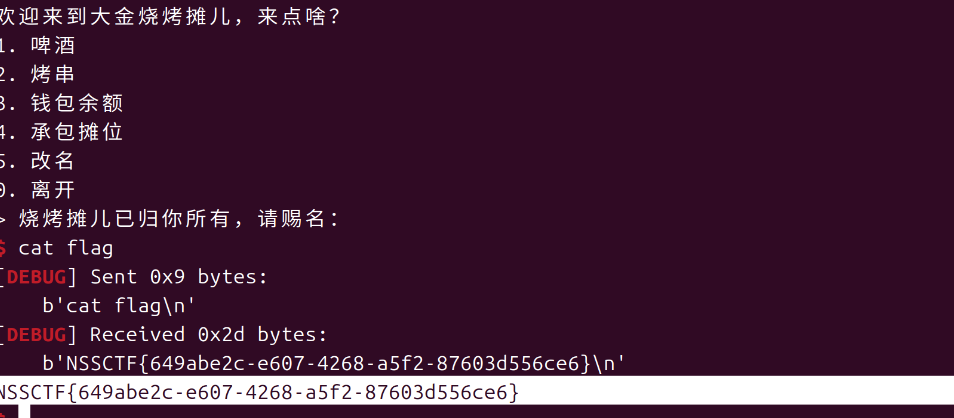 欢迎来到大金烧烤摊儿，来点啥？
1. 啤酒
2. 烤串
3. 钱包余额
4. 承包摊位
5. 改名
0. 离开
> 烧烤摊儿已归你所有，请赐名：
$ cat flag
[DEBUG] Sent 0x9 bytes:
b'cat flag\n'
[DEBUG] Received 0x2d bytes:
b'NSSCTF{649abe2c-e607-4268-a5f2-87603d556ce6}\n'
NSSCTF{649abe2c-e607-4268-a5f2-87603d556ce6}
$